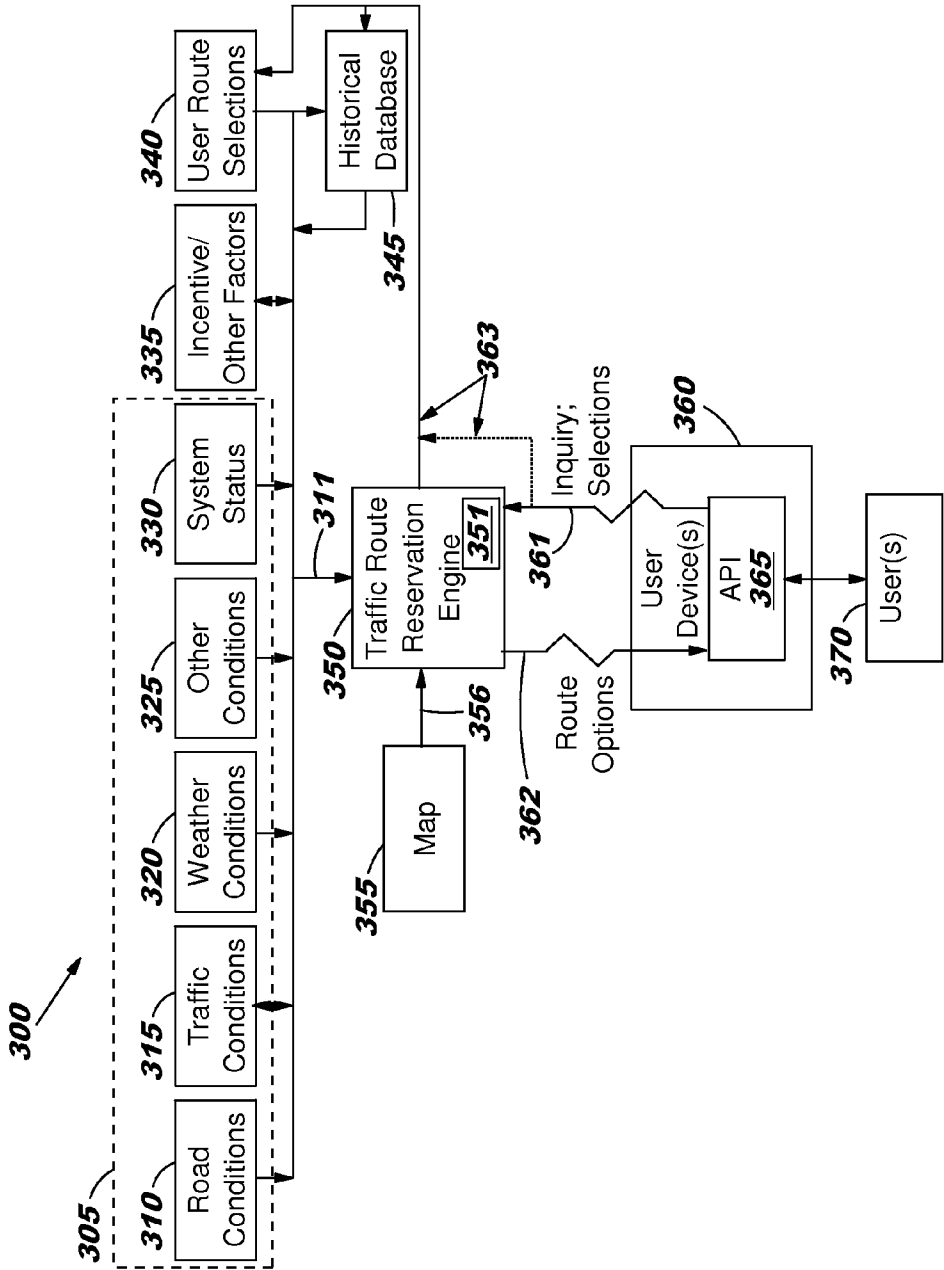 300
305
310
Road
Conditions
315
Traffic
Conditions
320
Weather
Conditions
325
Other
Conditions
330
System
Status
335
Incentive/
Other Factors
340
User Route
Selections
311
Historical
Database
345
350
Traffic Route
Reservation
Engine
351
363
355
Map
356
362
Route
Options
361
Inquiry;
Selections
360
User
Device(s)
API
365
370
User(s)